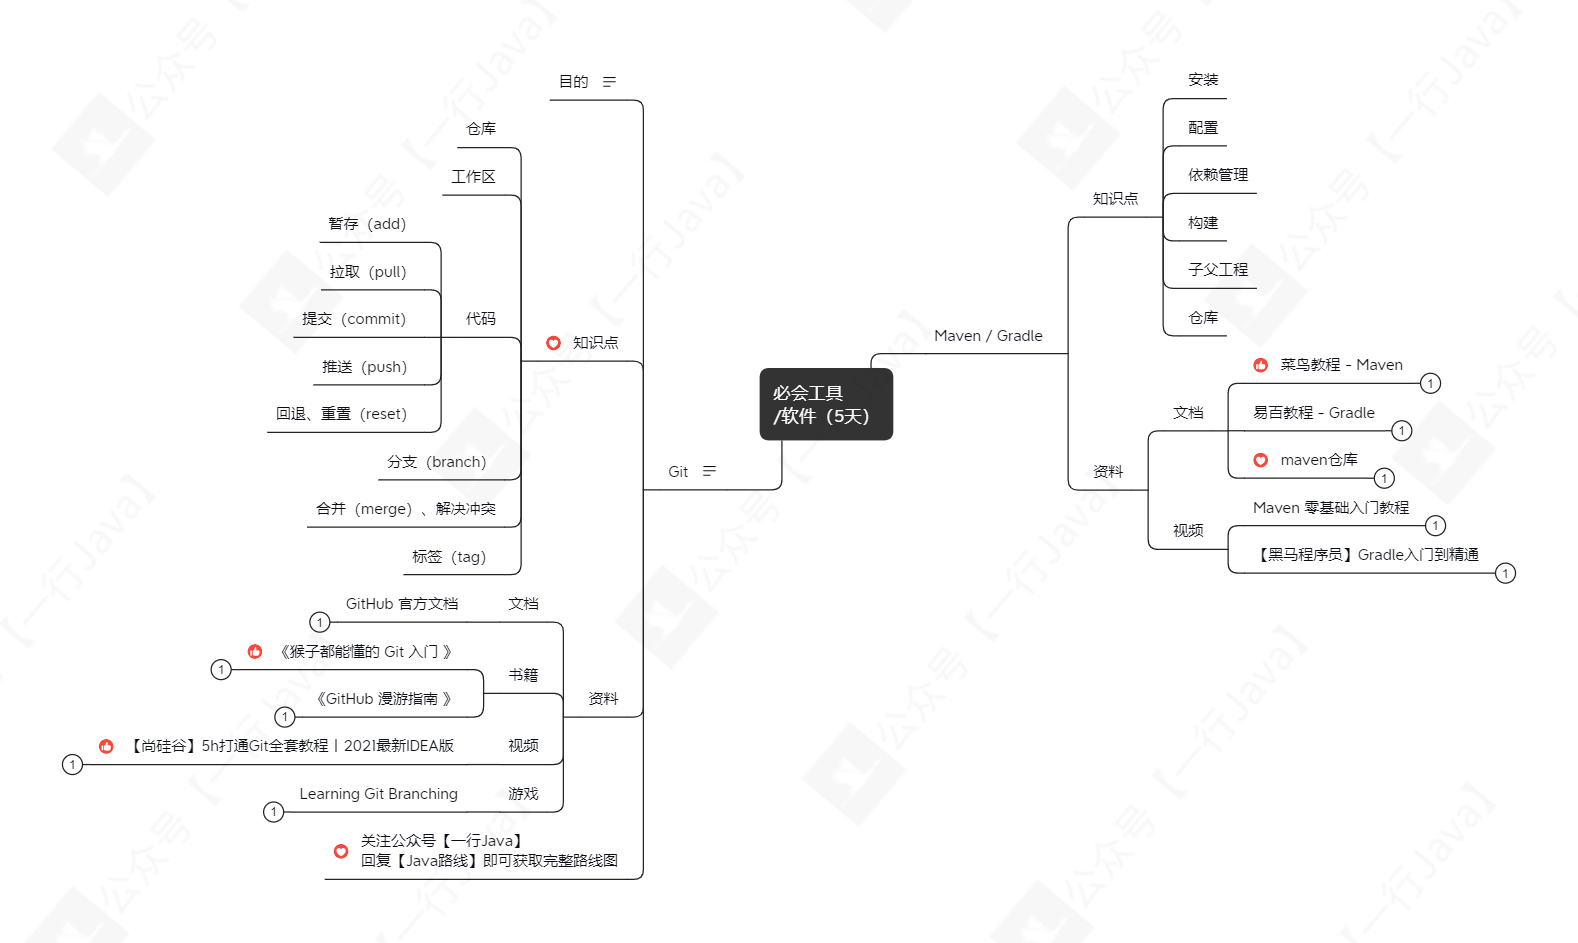 必会工具
/软件（5天）
Maven / Gradle
知识点
安装
配置
依赖管理
构建
子父工程
仓库
资料
文档
菜鸟教程 - Maven
1
易百教程 - Gradle
1
maven仓库
1
视频
Maven 零基础入门教程
1
【黑马程序员】Gradle入门到精通
1
Git
目的
知识点
仓库
工作区
代码
暂存（add）
拉取（pull）
提交（commit）
推送（push）
回退、重置（reset）
分支（branch）
合并（merge）、解决冲突
标签（tag）
资料
文档
GitHub 官方文档
1
书籍
《猴子都能懂的 Git 入门 》
1
《GitHub 漫游指南 》
1
视频
【尚硅谷】5h打通Git全套教程丨2021最新IDEA版
1
游戏
Learning Git Branching
1
关注公众号【一行Java】
回复【Java路线】即可获取完整路线图
公众号【一行Java】